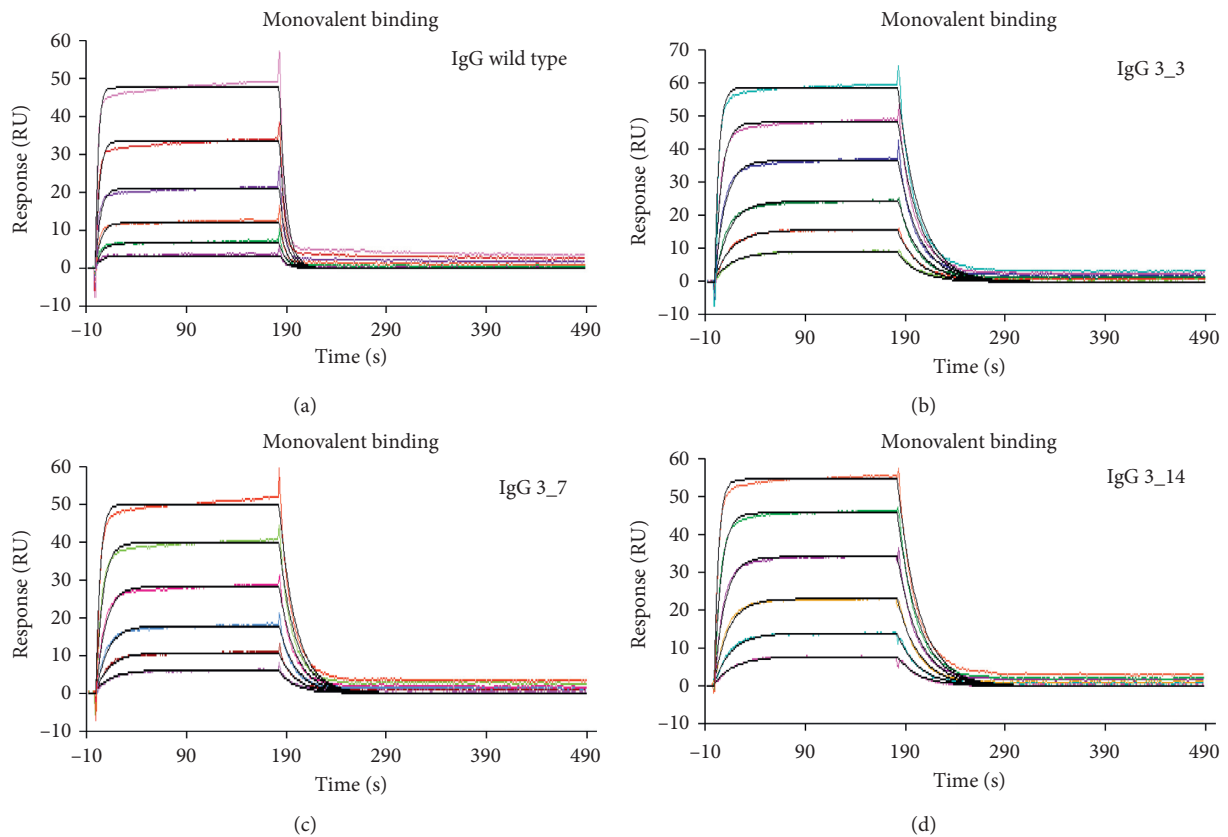 Monovalent binding
IgG wild type
Response (RU)
60
50
40
30
20
10
0
–10
–10 90 190 290 390 490
Time (s)
(a)
Monovalent binding
IgG 3_3
Response (RU)
70
60
50
40
30
20
10
0
–10
–10 90 190 290 390 490
Time (s)
(b)
Monovalent binding
IgG 3_7
Response (RU)
60
50
40
30
20
10
0
–10
–10 90 190 290 390 490
Time (s)
(c)
Monovalent binding
IgG 3_14
Response (RU)
60
50
40
30
20
10
0
–10
–10 90 190 290 390 490
Time (s)
(d)